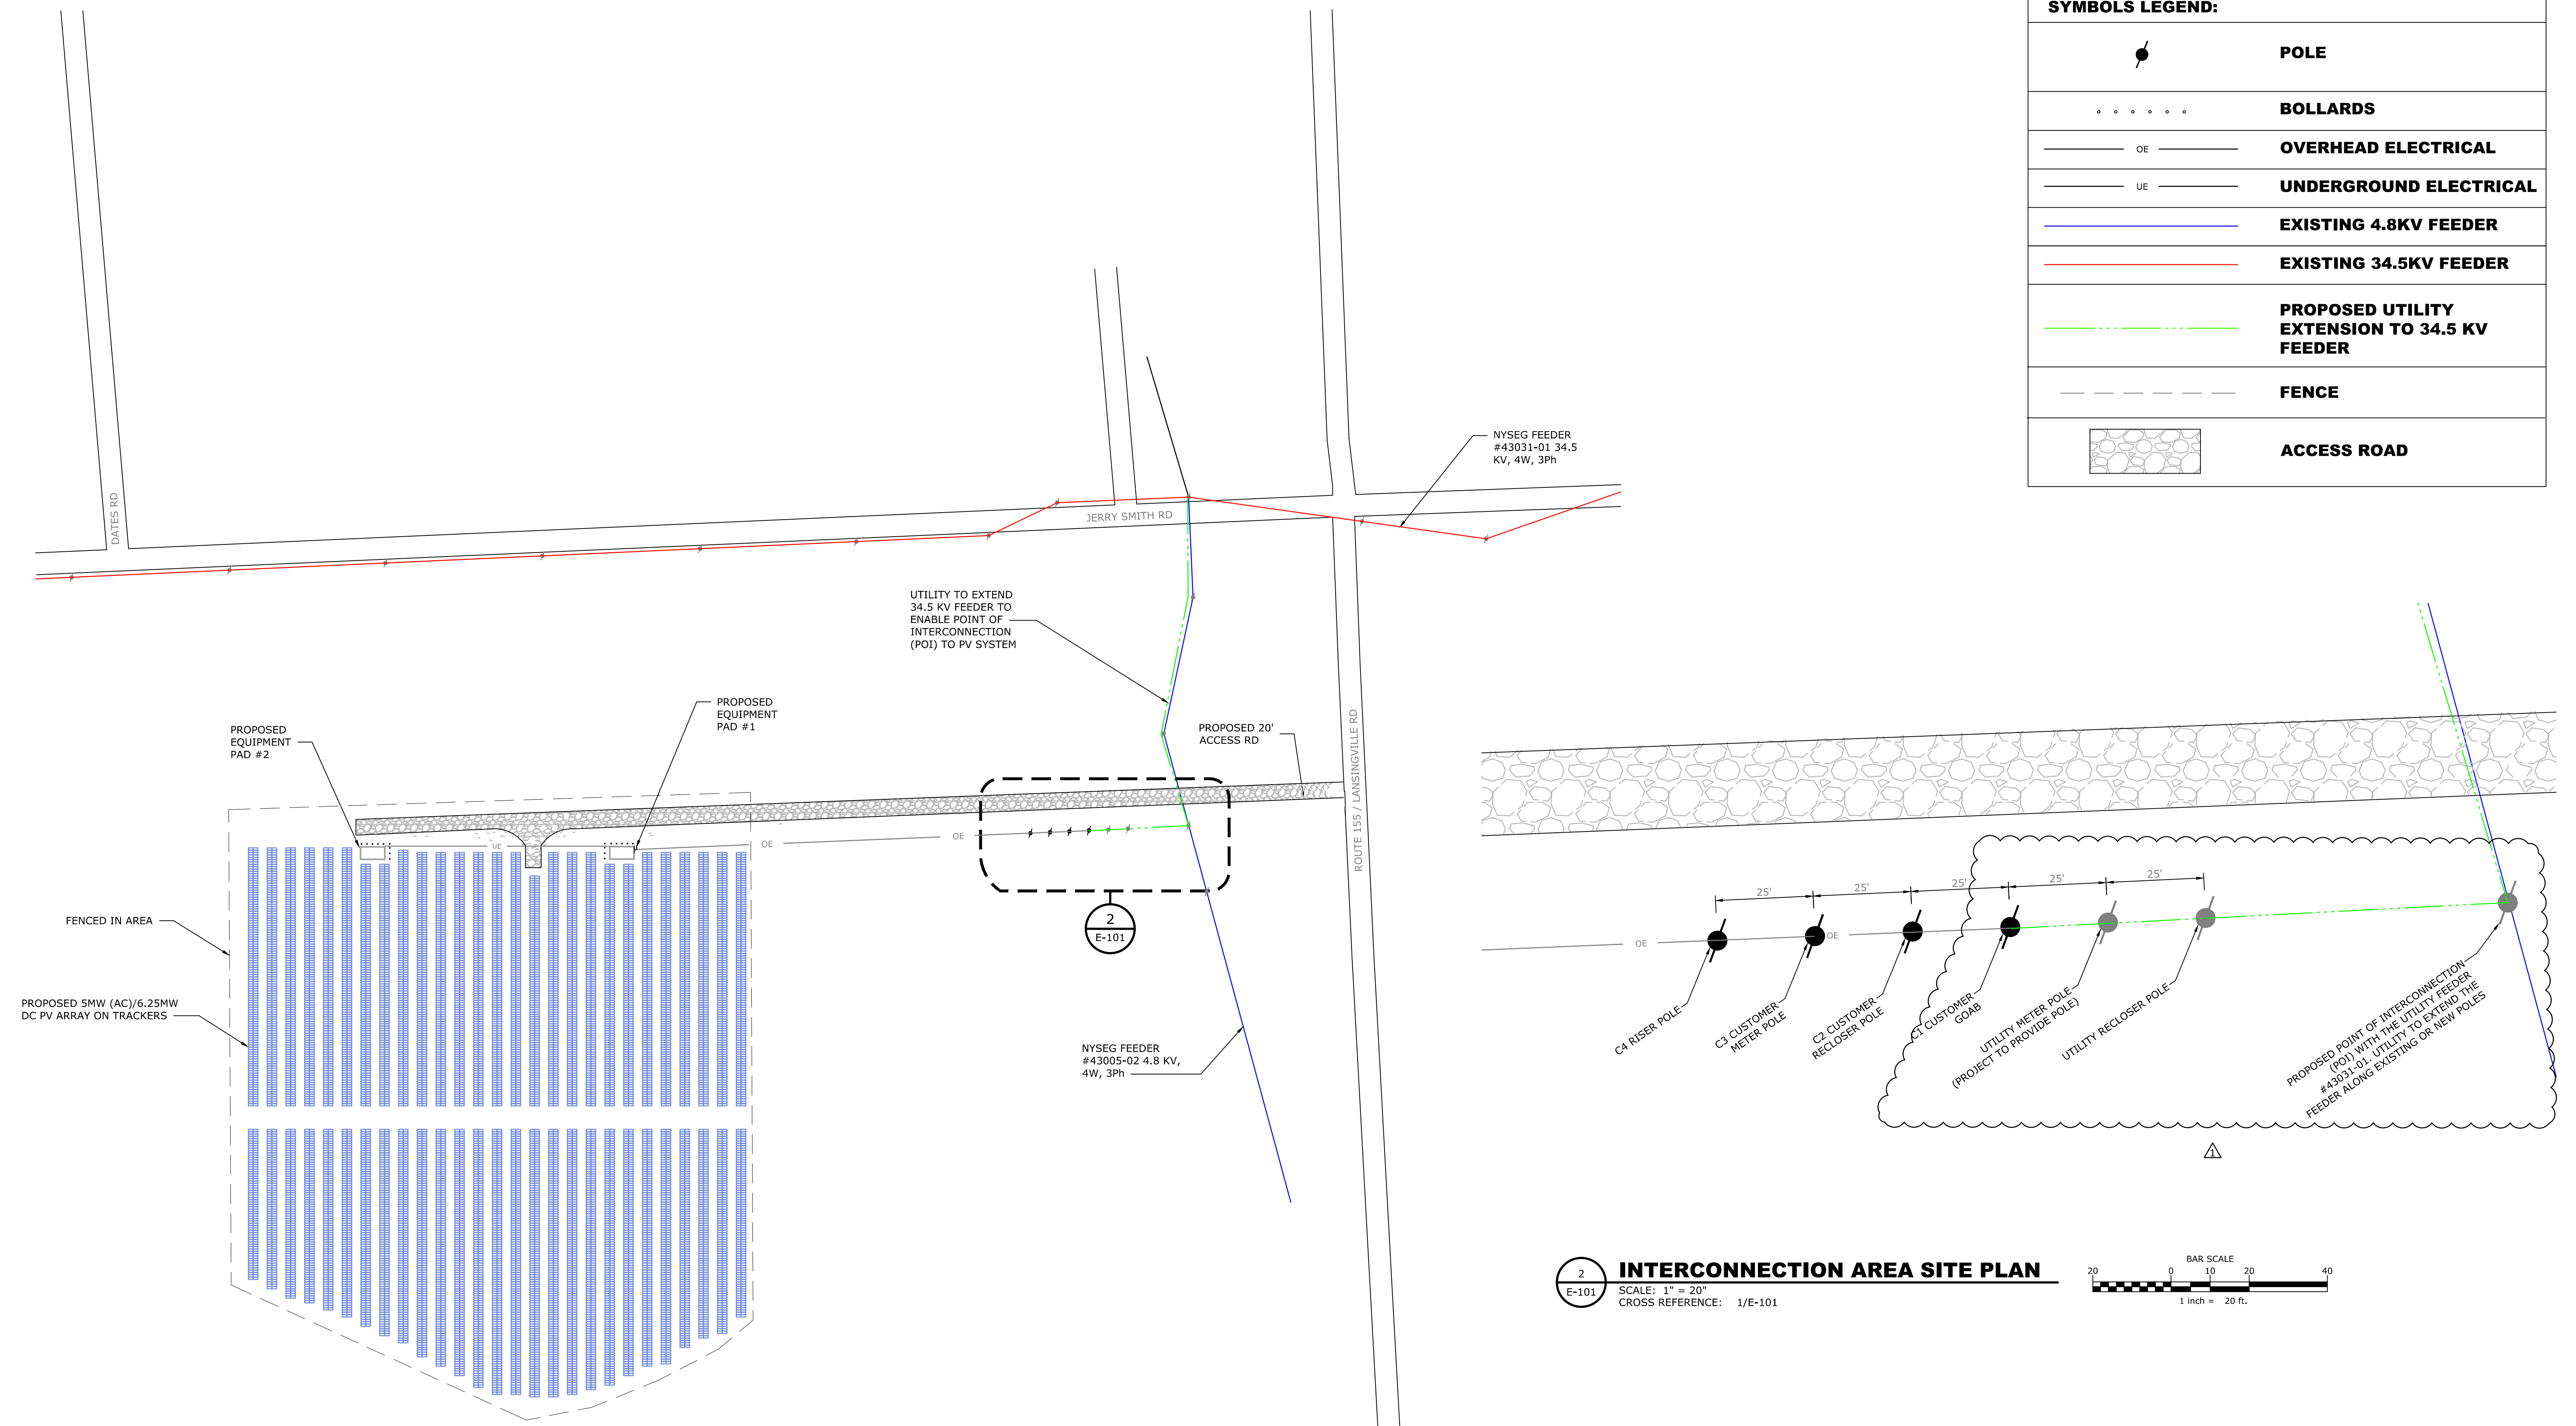 SYMBOLS LEGEND:
POLE
BOLLARDS
OE
OVERHEAD ELECTRICAL
UE
UNDERGROUND ELECTRICAL
EXISTING 4.8KV FEEDER
EXISTING 34.5KV FEEDER
PROPOSED UTILITY
EXTENSION TO 34.5 KV
FEEDER
FENCE
ACCESS ROAD
DATES RD
JERRY SMITH RD
NYSEG FEEDER
#43031-01 34.5
KV, 4W, 3Ph
UTILITY TO EXTEND
34.5 KV FEEDER TO
ENABLE POINT OF
INTERCONNECTION
(POI) TO PV SYSTEM
PROPOSED
EQUIPMENT
PAD #1
PROPOSED
EQUIPMENT
PAD #2
PROPOSED 20'
ACCESS RD
ROUTE 155 / LANSINGVILLE RD
UE
OE
OE
2
E-101
FENCED IN AREA
PROPOSED 5MW (AC)/6.25MW
DC PV ARRAY ON TRACKERS
NYSEG FEEDER
#43005-02 4.8 KV,
4W, 3Ph
25'
25'
25'
25'
25'
OE
OE
C4 RISER POLE
C3 CUSTOMER
METER POLE
C2 CUSTOMER
RECLOSER POLE
C1 CUSTOMER
GOAB
UTILITY METER POLE
(PROJECT TO PROVIDE POLE)
UTILITY RECLOSER POLE
PROPOSED POINT OF INTERCONNECTION
(POI) WITH THE UTILITY FEEDER
#43031-01. UTILITY TO EXTEND THE
FEEDER ALONG EXISTING OR NEW POLES
1
2
E-101
INTERCONNECTION AREA SITE PLAN
SCALE: 1" = 20"
CROSS REFERENCE: 1/E-101
BAR SCALE
20 0 10 20 40
1 inch = 20 ft.